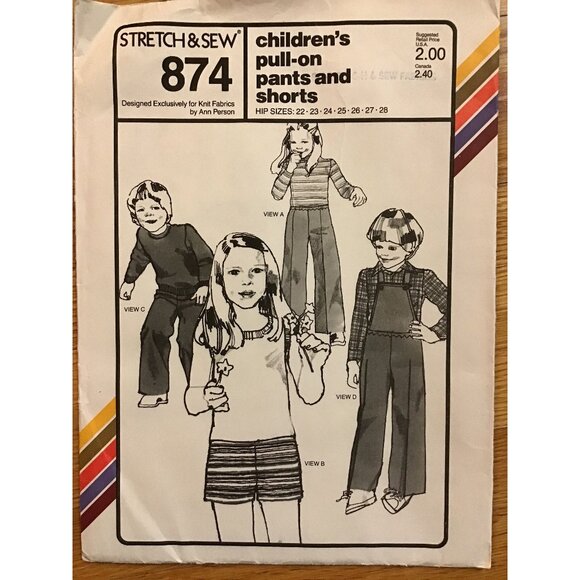 STRETCH & SEW®
874
Designed Exclusively for Knit Fabrics
by Ann Person
children's
pull-on
pants and
shorts
HIP SIZES: 22 • 23 • 24 • 25 • 26 • 27 • 28
Suggested
Retail Price
U.S.A.
2.00
Canada
2.40
& SEW
VIEW A
VIEW C
VIEW D
VIEW B